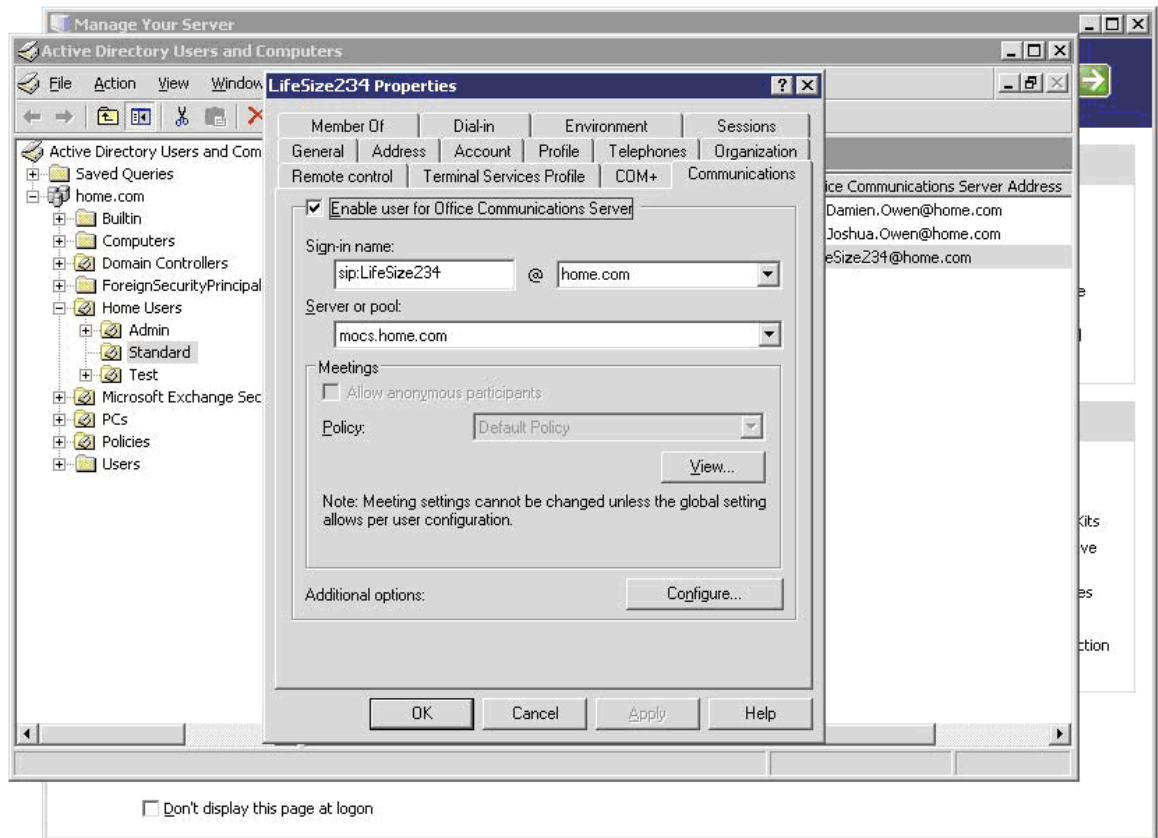 Manage Your Server
Active Directory Users and Computers
File Action View Window
LifeSize234 Properties
Member Of Dial-in Environment Sessions
General Address Account Profile Telephones Organization
Remote control Terminal Services Profile COM+ Communications
Active Directory Users and Com
Saved Queries
home.com
Builtin
Computers
Domain Controllers
ForeignSecurityPrincipal
Home Users
Admin
Standard
Test
Microsoft Exchange Sec
PCs
Policies
Users
Enable user for Office Communications Server
Sign-in name:
sip:LifeSize234 @ home.com
Server or pool:
mocs.home.com
Meetings
Allow anonymous participants
Policy: Default Policy
View...
Note: Meeting settings cannot be changed unless the global setting
allows per user configuration.
Additional options: Configure...
OK Cancel Apply Help
ice Communications Server Address
Damien.Owen@home.com
Joshua.Owen@home.com
eSize234@home.com
e
Kits
ve
es
ction
Don't display this page at logon